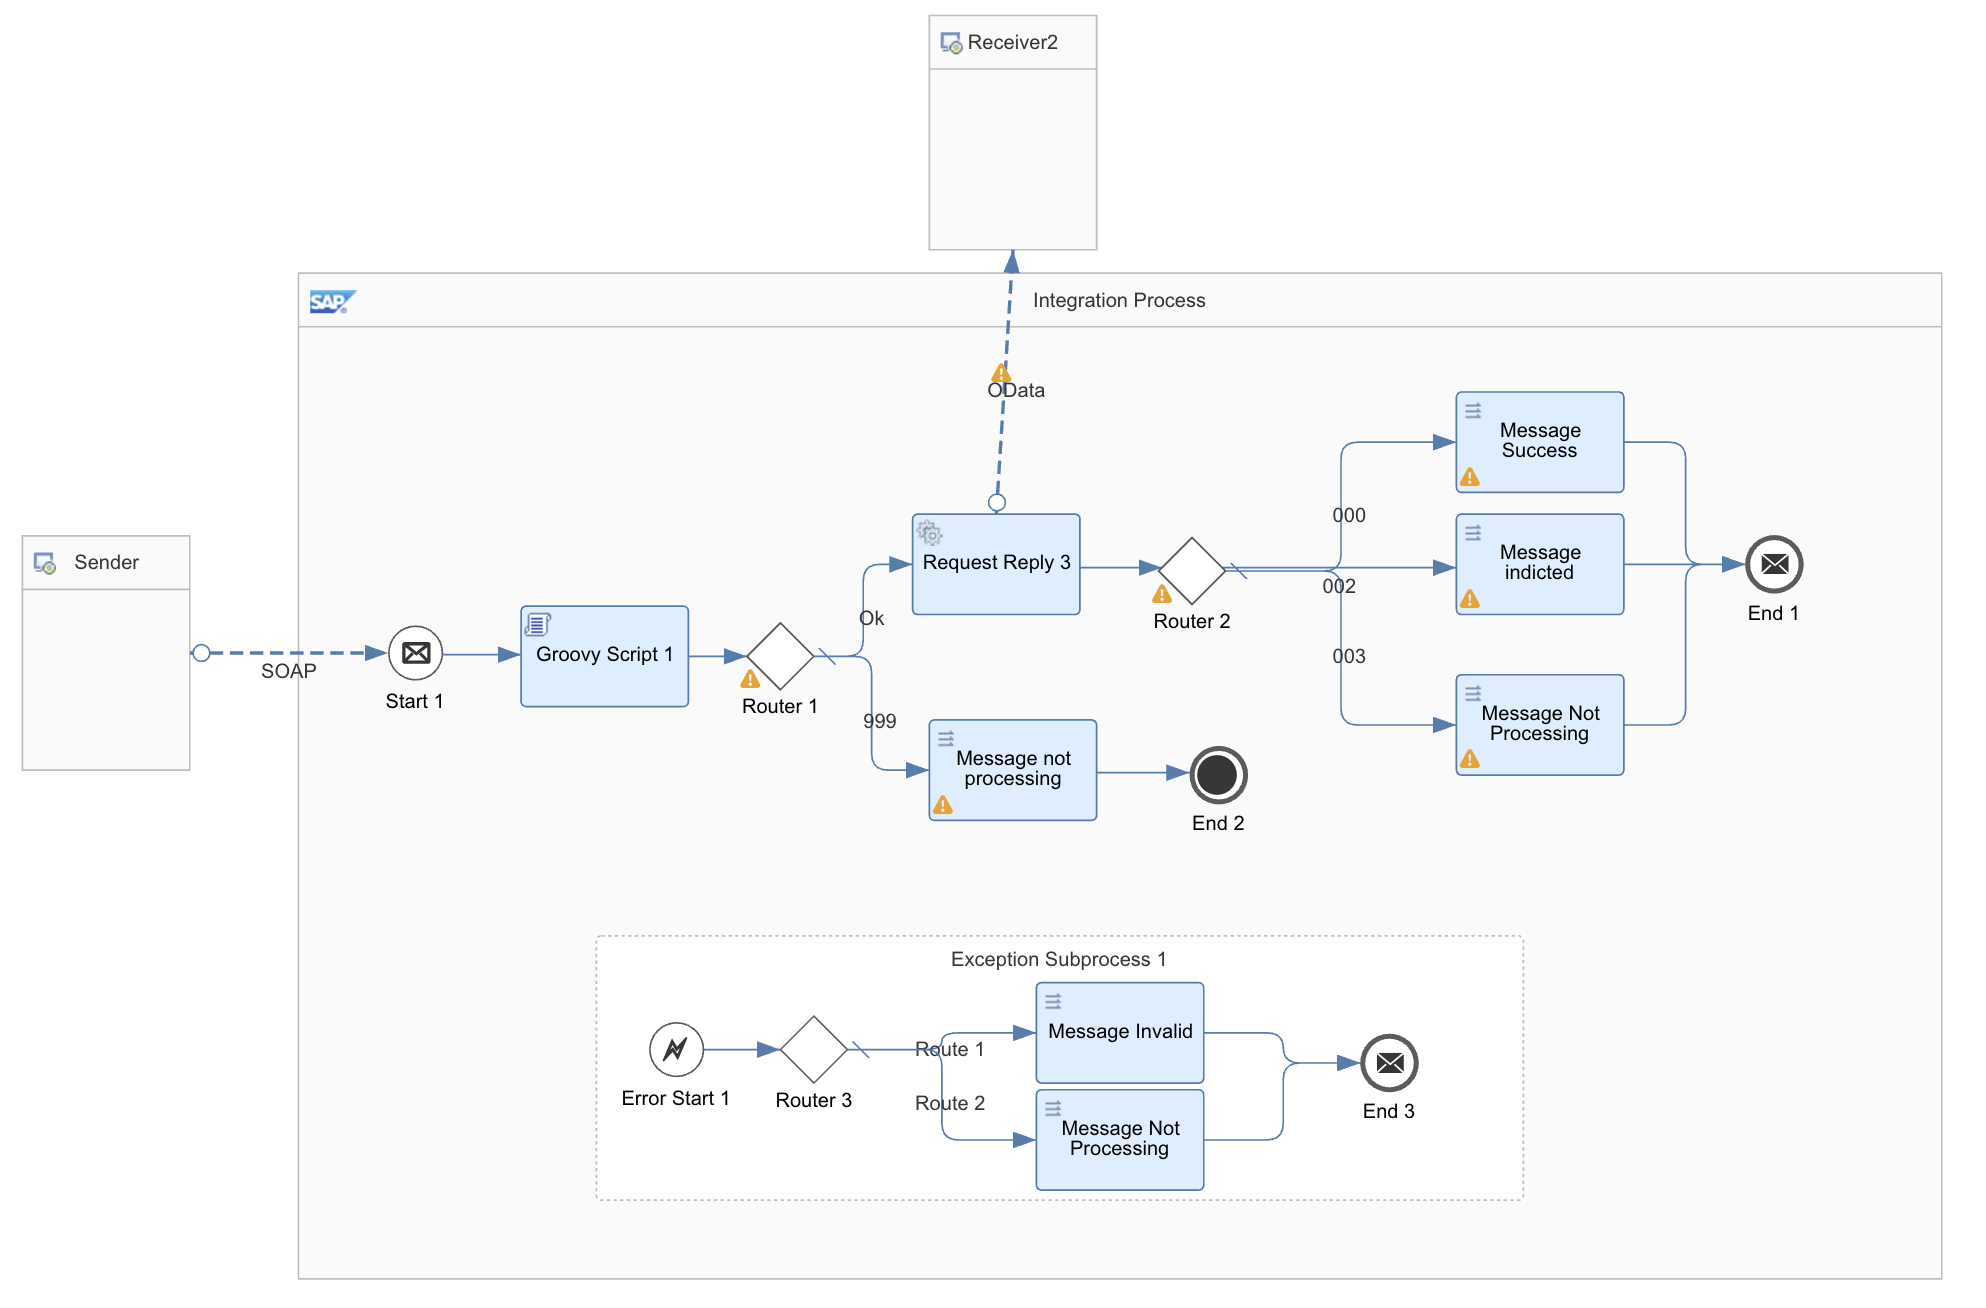 Receiver2
SAP
Integration Process
OData
Message
Success
000
Sender
Request Reply 3
Message
indicted
002
End 1
Ok
Router 2
Groovy Script 1
003
SOAP
Start 1
Router 1
999
Message Not
Processing
Message not
processing
End 2
Exception Subprocess 1
Message Invalid
Route 1
Error Start 1
Router 3
Route 2
End 3
Message Not
Processing